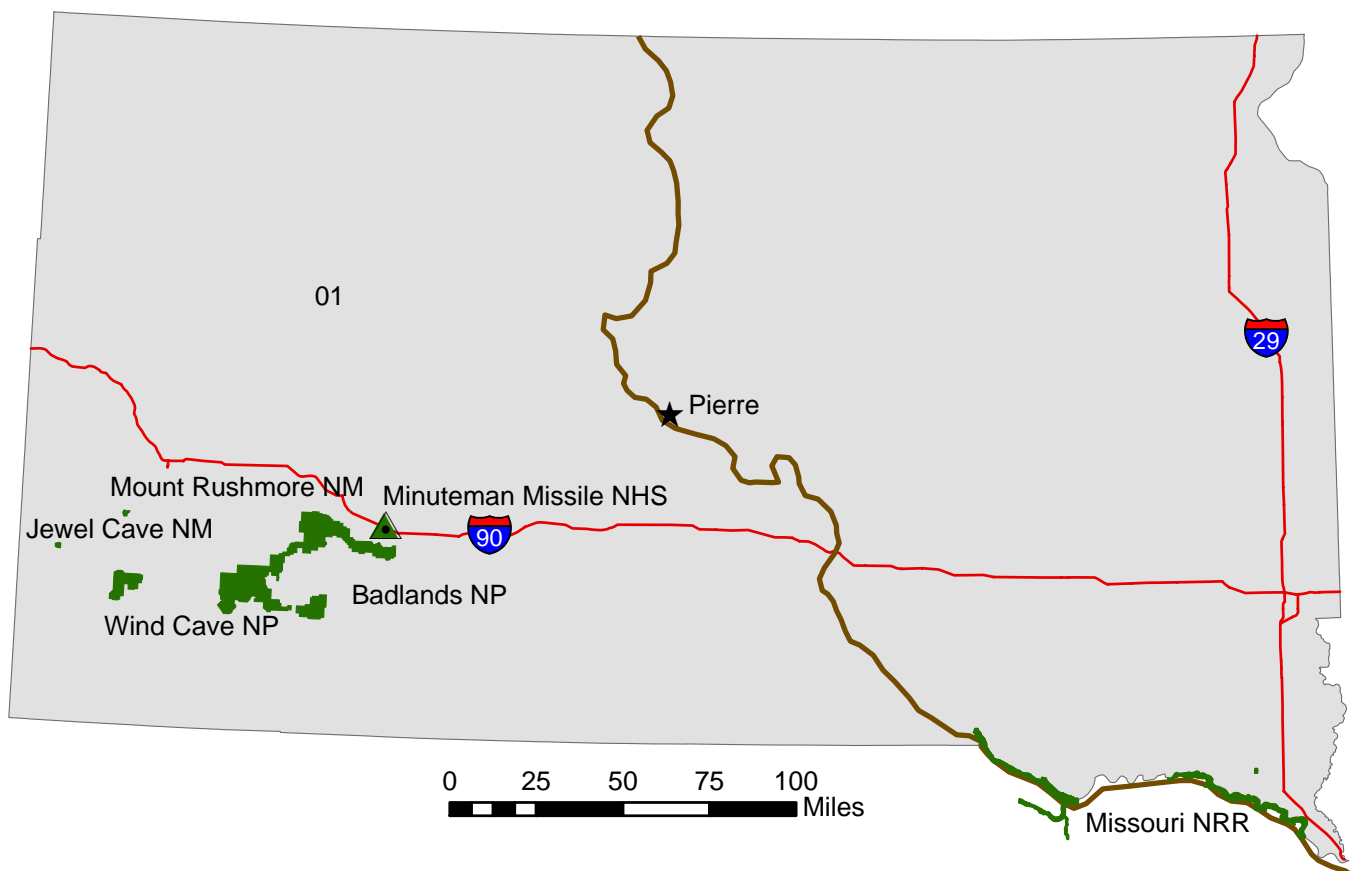 01
29
Pierre
Mount Rushmore NM
Minuteman Missile NHS
Jewel Cave NM
90
Badlands NP
Wind Cave NP
0 25 50 75 100
Miles
Missouri NRR